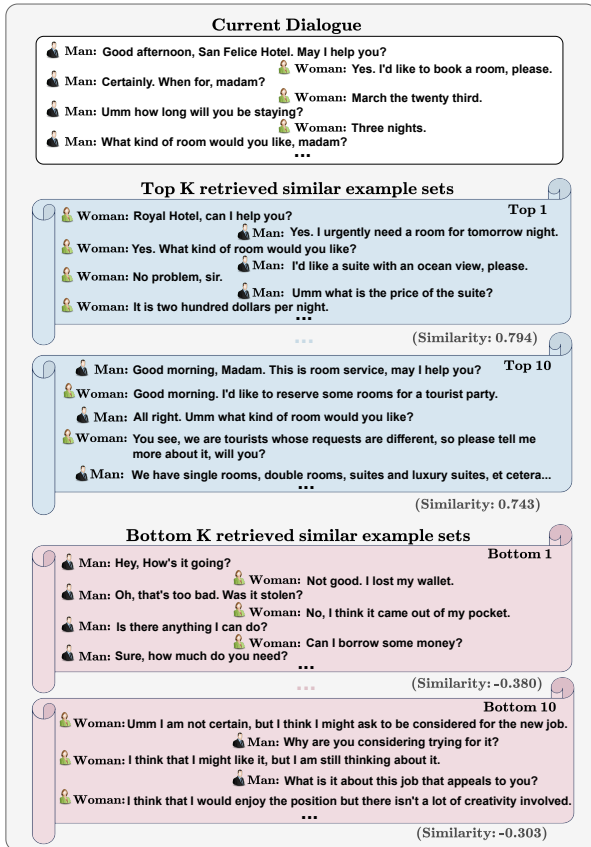 Current Dialogue
Man: Good afternoon, San Felice Hotel. May I help you?
Woman: Yes. I'd like to book a room, please.
Man: Certainly. When for, madam?
Woman: March the twenty third.
Man: Umm how long will you be staying?
Woman: Three nights.
Man: What kind of room would you like, madam?
...
Top K retrieved similar example sets
Top 1
Woman: Royal Hotel, can I help you?
Man: Yes. I urgently need a room for tomorrow night.
Woman: Yes. What kind of room would you like?
Man: I'd like a suite with an ocean view, please.
Woman: No problem, sir.
Man: Umm what is the price of the suite?
Woman: It is two hundred dollars per night.
...
...
(Similarity: 0.794)
Top 10
Man: Good morning, Madam. This is room service, may I help you?
Woman: Good morning. I'd like to reserve some rooms for a tourist party.
Man: All right. Umm what kind of room would you like?
Woman: You see, we are tourists whose requests are different, so please tell me
more about it, will you?
Man: We have single rooms, double rooms, suites and luxury suites, et cetera...
...
(Similarity: 0.743)
Bottom K retrieved similar example sets
Bottom 1
Man: Hey, How's it going?
Woman: Not good. I lost my wallet.
Man: Oh, that's too bad. Was it stolen?
Woman: No, I think it came out of my pocket.
Man: Is there anything I can do?
Woman: Can I borrow some money?
Man: Sure, how much do you need?
...
...
(Similarity: -0.380)
Bottom 10
Woman: Umm I am not certain, but I think I might ask to be considered for the new job.
Man: Why are you considering trying for it?
Woman: I think that I might like it, but I am still thinking about it.
Man: What is it about this job that appeals to you?
Woman: I think that I would enjoy the position but there isn't a lot of creativity involved.
...
(Similarity: -0.303)